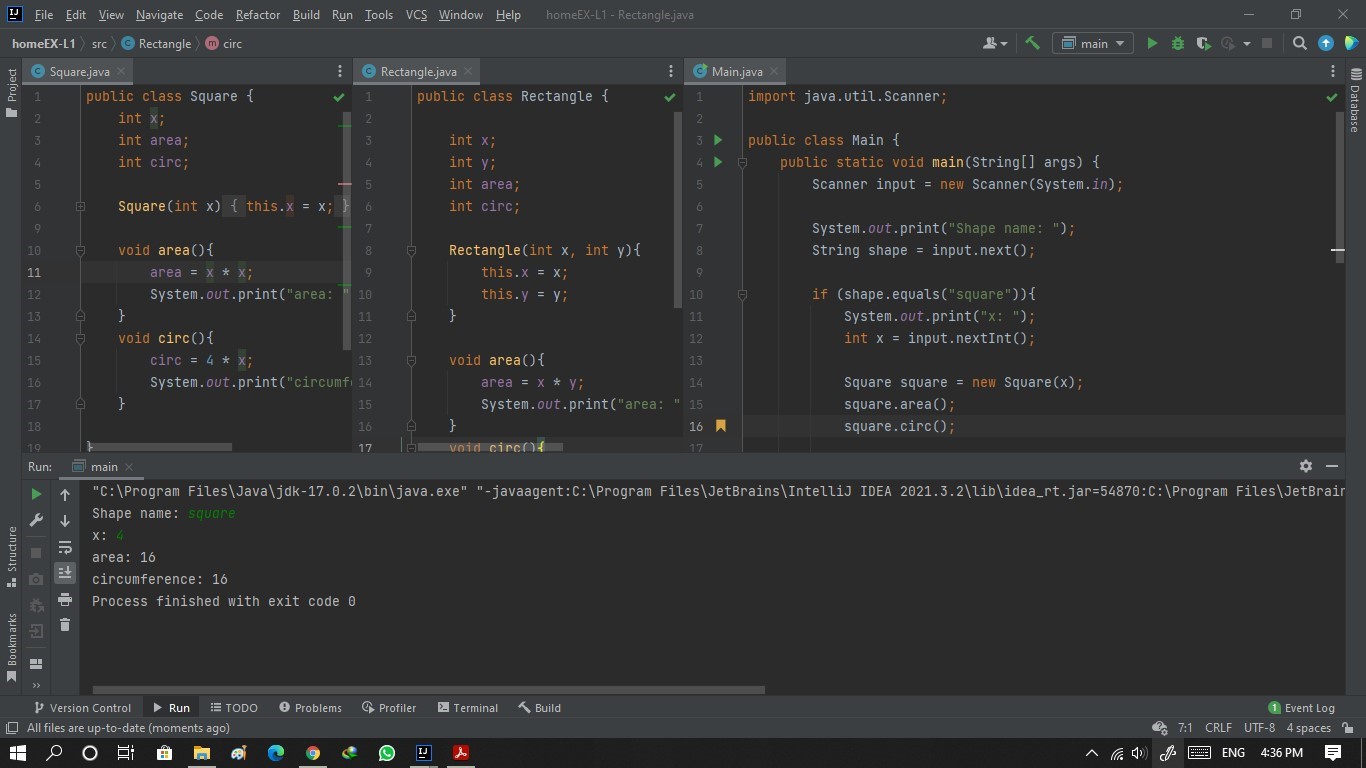 File Edit View Navigate Code Refactor Build Run Tools VCS Window Help homeEX-L1 - Rectangle.java
homeEX-L1 src Rectangle circ main
Project
Database
Square.java
1 public class Square {
2 int x;
3 int area;
4 int circ;
5
6 Square(int x) { this.x = x; }
9
10 void area(){
11 area = x * x;
12 System.out.print("area: "
13 }
14 void circ(){
15 circ = 4 * x;
16 System.out.print("circumf
17 }
18
19 }
Rectangle.java
1 public class Rectangle {
2
3 int x;
4 int y;
5 int area;
6 int circ;
7
8 Rectangle(int x, int y){
9 this.x = x;
10 this.y = y;
11 }
12
13 void area(){
14 area = x * y;
15 System.out.print("area: "
16 }
17 void circ(){
Main.java
1 import java.util.Scanner;
2
3 public class Main {
4 public static void main(String[] args) {
5 Scanner input = new Scanner(System.in);
6
7 System.out.print("Shape name: ");
8 String shape = input.next();
9
10 if (shape.equals("square")){
11 System.out.print("x: ");
12 int x = input.nextInt();
13
14 Square square = new Square(x);
15 square.area();
16 square.circ();
17
Run: main
"C:\Program Files\Java\jdk-17.0.2\bin\java.exe" "-javaagent:C:\Program Files\JetBrains\IntelliJ IDEA 2021.3.2\lib\idea_rt.jar=54870:C:\Program Files\JetBrain
Shape name: square
x: 4
area: 16
circumference: 16
Process finished with exit code 0
Structure
Bookmarks
Version Control Run TODO Problems Profiler Terminal Build 1 Event Log
All files are up-to-date (moments ago) 7:1 CRLF UTF-8 4 spaces
ENG 4:36 PM